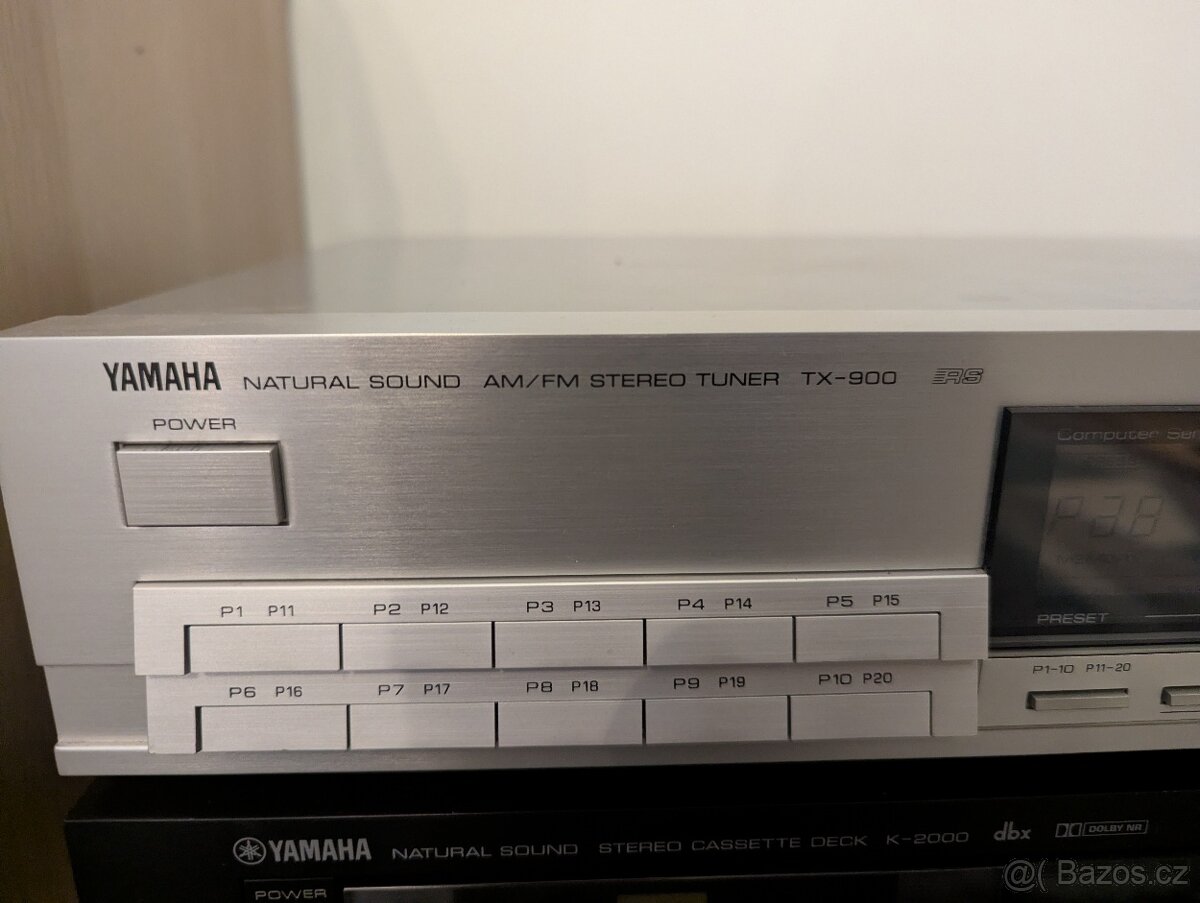 YAMAHA NATURAL SOUND AM/FM STEREO TUNER TX-900 RS
POWER
Computer
PRESET
P1 P11 P2 P12 P3 P13 P4 P14 P5 P15
P1-10 P11-20
P6 P16 P7 P17 P8 P18 P9 P19 P10 P20
YAMAHA NATURAL SOUND STEREO CASSETTE DECK K-2000 dbx DOLBY NR
POWER
@( Bazos.cz